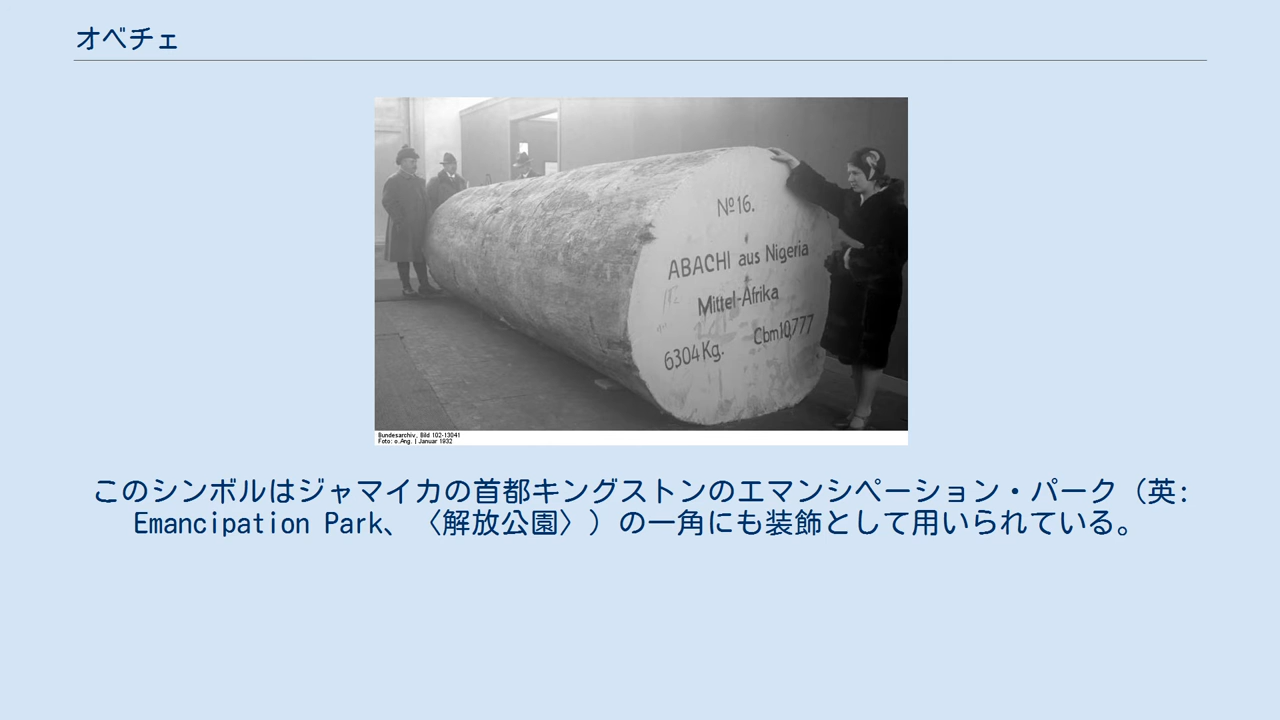 オベチェ
№16.
ABACHI aus Nigeria
Mittel-Afrika
6304Kg. Cbm10,777
Bundesarchiv, Bild 102-13041
Foto: o.Ang. | Januar 1932
このシンボルはジャマイカの首都キングストンのエマンシペーション・パーク（英:
Emancipation Park、〈解放公園〉）の一角にも装飾として用いられている。